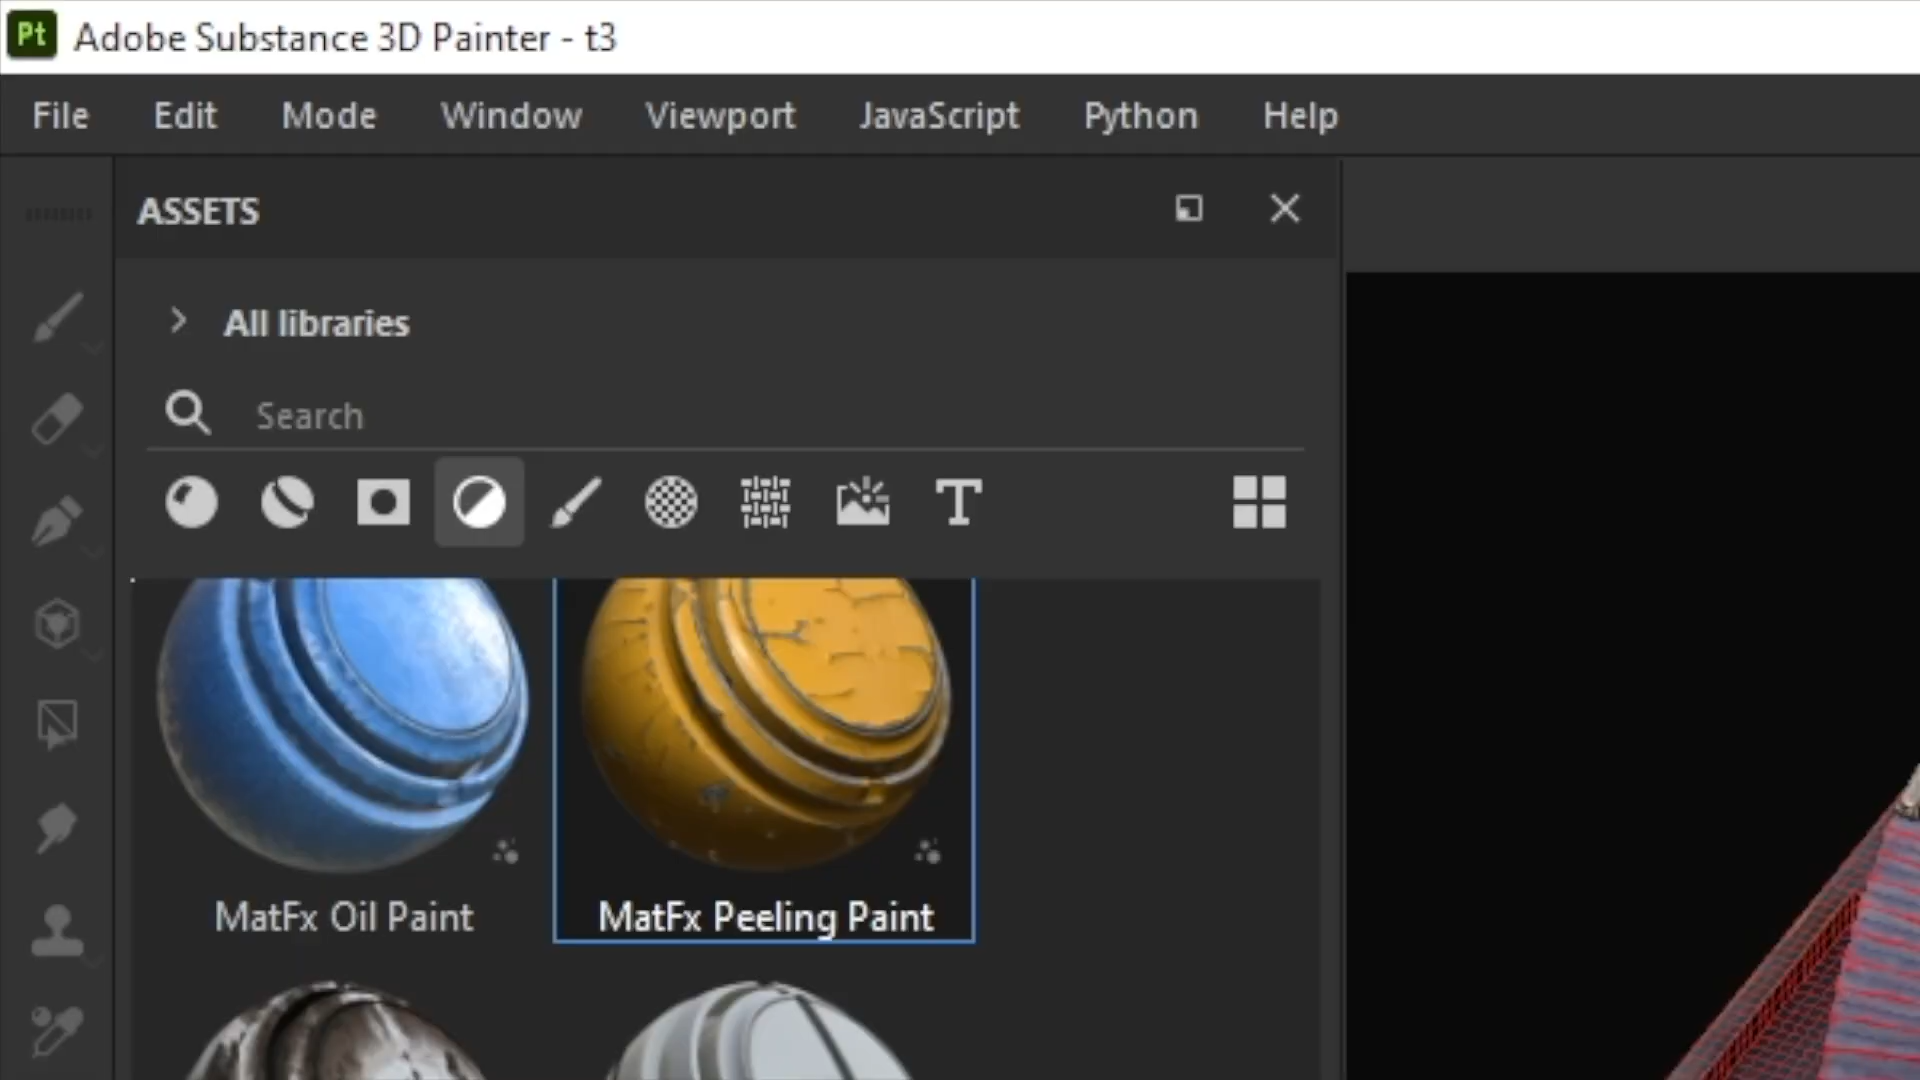 Pt Adobe Substance 3D Painter - t3
File Edit Mode Window Viewport JavaScript Python Help
ASSETS
All libraries
Search
MatFx Oil Paint MatFx Peeling Paint